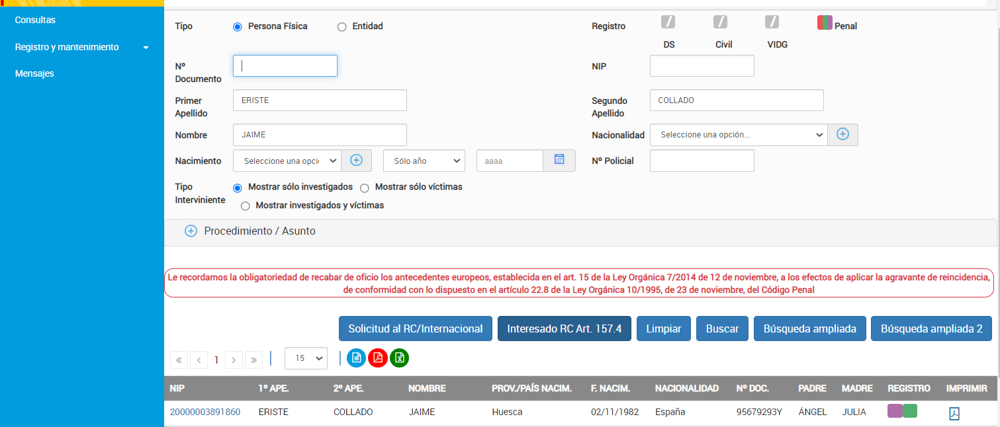 Consultas
Registro y mantenimiento
Mensajes
Tipo Persona Física Entidad Registro Penal
DS Civil VIDG
Nº Documento NIP
Primer Apellido ERISTE Segundo Apellido COLLADO
Nombre JAIME Nacionalidad Seleccione una opción...
Nacimiento Seleccione una opci Sólo año aaaa Nº Policial
Tipo Interviniente Mostrar sólo investigados Mostrar sólo víctimas
Mostrar investigados y víctimas
Procedimiento / Asunto
Le recordamos la obligatoriedad de recabar de oficio los antecedentes europeos, establecida en el art. 15 de la Ley Orgánica 7/2014 de 12 de noviembre, a los efectos de aplicar la agravante de reincidencia,
de conformidad con lo dispuesto en el artículo 22.8 de la Ley Orgánica 10/1995, de 23 de noviembre, del Código Penal
Solicitud al RC/Internacional Interesado RC Art. 157.4 Limpiar Buscar Búsqueda ampliada Búsqueda ampliada 2
« ‹ 1 › » 15
NIP 1º APE. 2º APE. NOMBRE PROV./PAÍS NACIM. F. NACIM. NACIONALIDAD Nº DOC. PADRE MADRE REGISTRO IMPRIMIR
20000003891860 ERISTE COLLADO JAIME Huesca 02/11/1982 España 95679293Y ÁNGEL JULIA